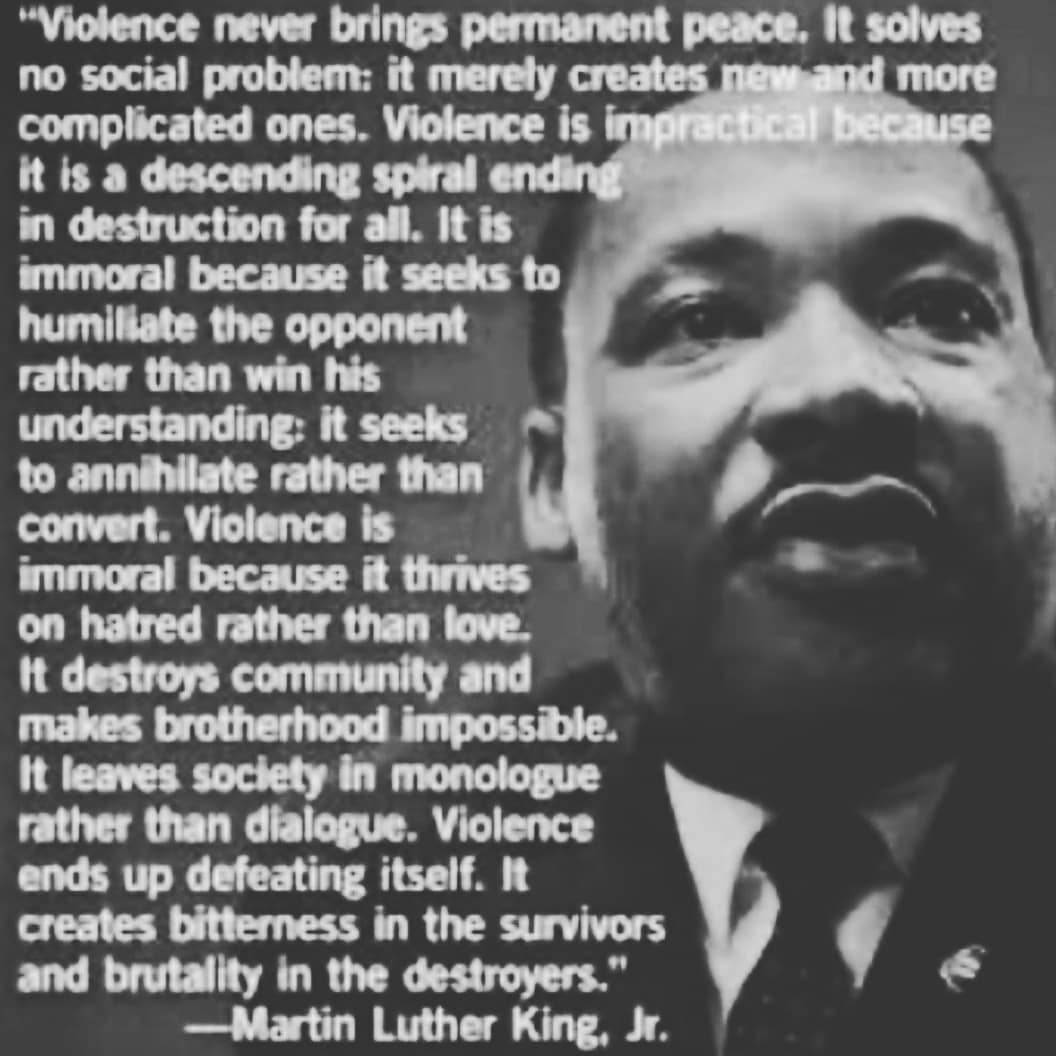 "Violence never brings permanent peace. It solves
no social problem: it merely creates new and more
complicated ones. Violence is impractical because
it is a descending spiral ending
in destruction for all. It is
immoral because it seeks to
humiliate the opponent
rather than win his
understanding: it seeks
to annihilate rather than
convert. Violence is
immoral because it thrives
on hatred rather than love.
It destroys community and
makes brotherhood impossible.
It leaves society in monologue
rather than dialogue. Violence
ends up defeating itself. It
creates bitterness in the survivors
and brutality in the destroyers."
—Martin Luther King, Jr.